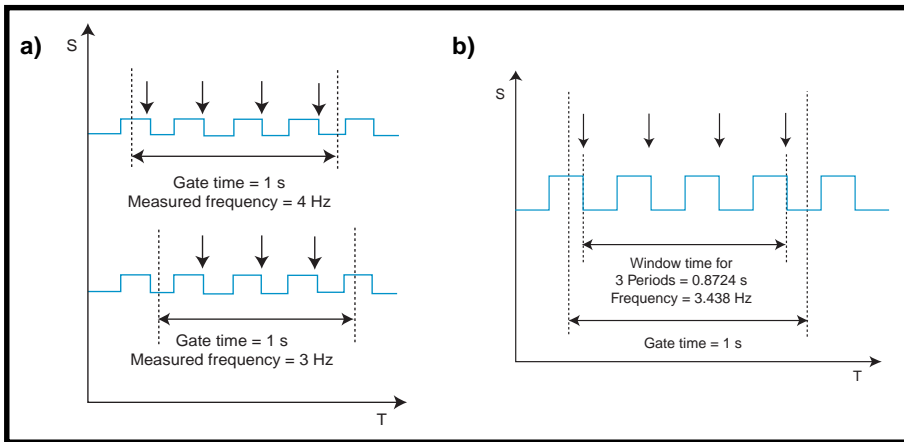 a)
S
Gate time = 1 s
Measured frequency = 4 Hz
Gate time = 1 s
Measured frequency = 3 Hz
T
b)
S
Window time for
3 Periods = 0.8724 s
Frequency = 3.438 Hz
Gate time = 1 s
T